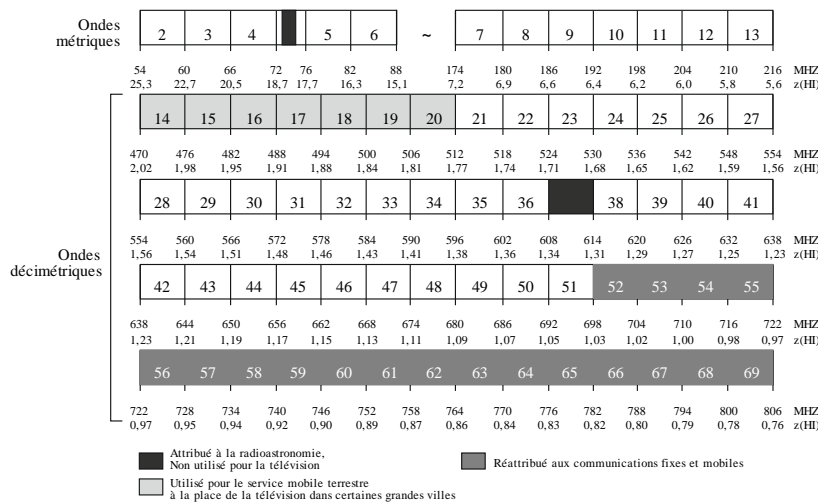 Ondes
métriques
2 3 4 5 6 ~ 7 8 9 10 11 12 13
54 60 66 72 76 82 88 174 180 186 192 198 204 210 216 MHZ
25,3 22,7 20,5 18,7 17,7 16,3 15,1 7,2 6,9 6,6 6,4 6,2 6,0 5,8 5,6 z(HI)
14 15 16 17 18 19 20 21 22 23 24 25 26 27
470 476 482 488 494 500 506 512 518 524 530 536 542 548 554 MHZ
2,02 1,98 1,95 1,91 1,88 1,84 1,81 1,77 1,74 1,71 1,68 1,65 1,62 1,59 1,56 z(HI)
28 29 30 31 32 33 34 35 36 38 39 40 41
Ondes
décimétriques
554 560 566 572 578 584 590 596 602 608 614 620 626 632 638 MHZ
1,56 1,54 1,51 1,48 1,46 1,43 1,41 1,38 1,36 1,34 1,31 1,29 1,27 1,25 1,23 z(HI)
42 43 44 45 46 47 48 49 50 51 52 53 54 55
638 644 650 656 662 668 674 680 686 692 698 704 710 716 722 MHZ
1,23 1,21 1,19 1,17 1,15 1,13 1,11 1,09 1,07 1,05 1,03 1,02 1,00 0,98 0,97 z(HI)
56 57 58 59 60 61 62 63 64 65 66 67 68 69
722 728 734 740 746 752 758 764 770 776 782 788 794 800 806 MHZ
0,97 0,95 0,94 0,92 0,90 0,89 0,87 0,86 0,84 0,83 0,82 0,80 0,79 0,78 0,76 z(HI)
Attribué à la radioastronomie,
Non utilisé pour la télévision
Réattribué aux communications fixes et mobiles
Utilisé pour le service mobile terrestre
à la place de la télévision dans certaines grandes villes